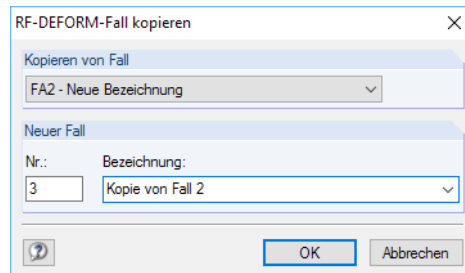 RF-DEFORM-Fall kopieren
Kopieren von Fall
FA2 - Neue Bezeichnung
Neuer Fall
Nr.: Bezeichnung:
3 Kopie von Fall 2
OK Abbrechen